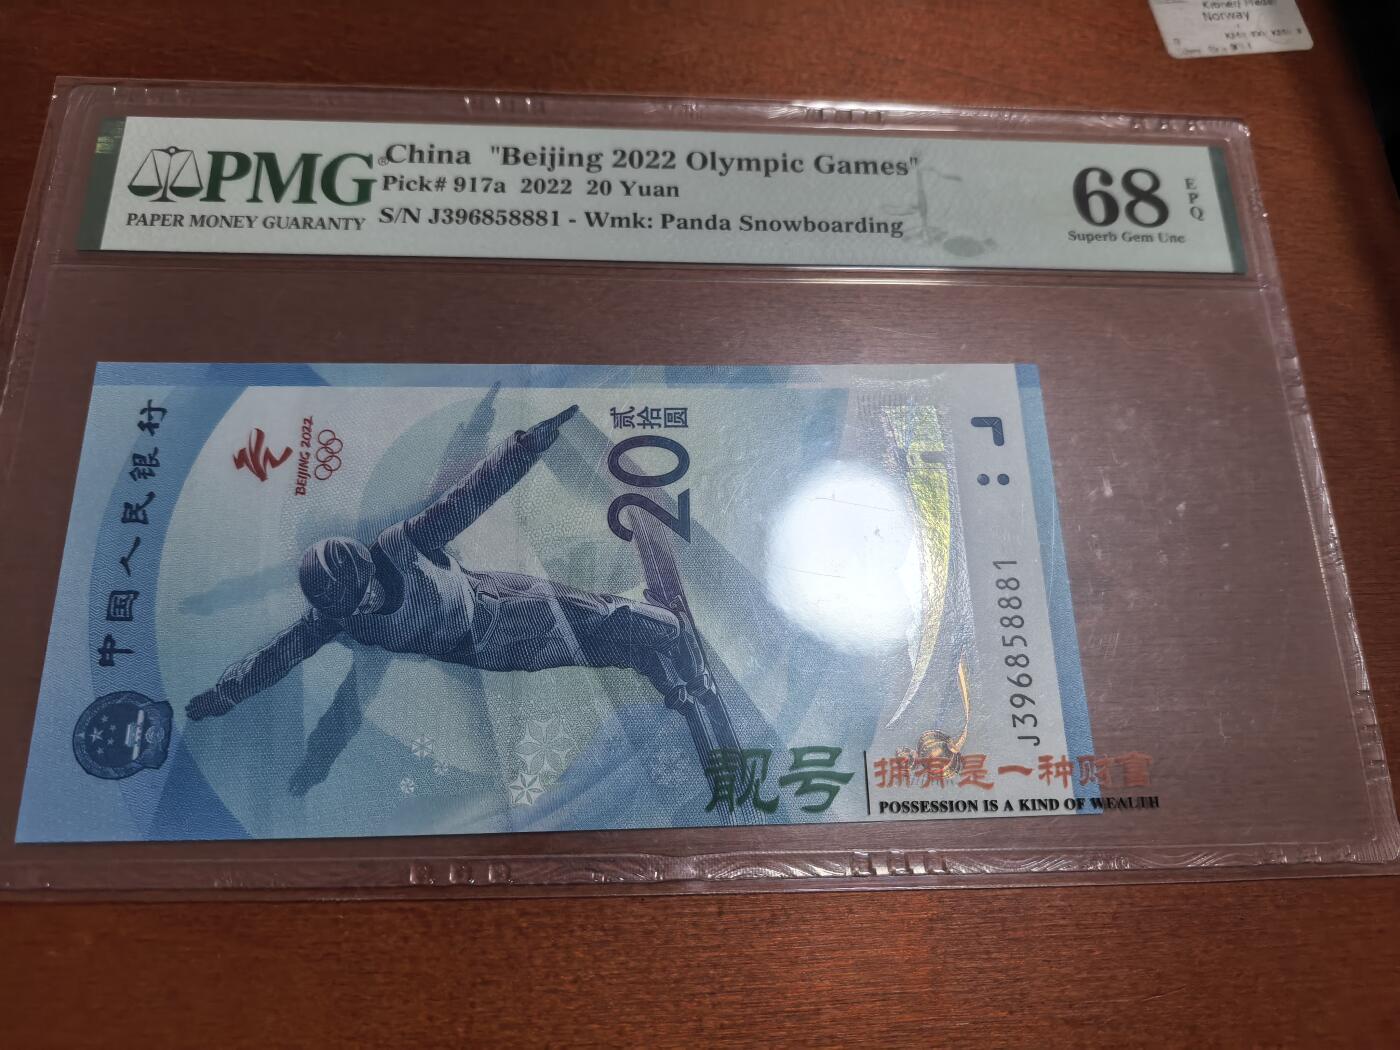 Norway
PMG®
PAPER MONEY GUARANTY
China "Beijing 2022 Olympic Games"
Pick# 917a 2022 20 Yuan
S/N J396858881 - Wmk: Panda Snowboarding
68
EPQ
Superb Gem Unc
中国人民银行
BEIJING 2022
贰拾圆
20
J396858881
靓号
拥有是一种财富
POSSESSION IS A KIND OF WEALTH